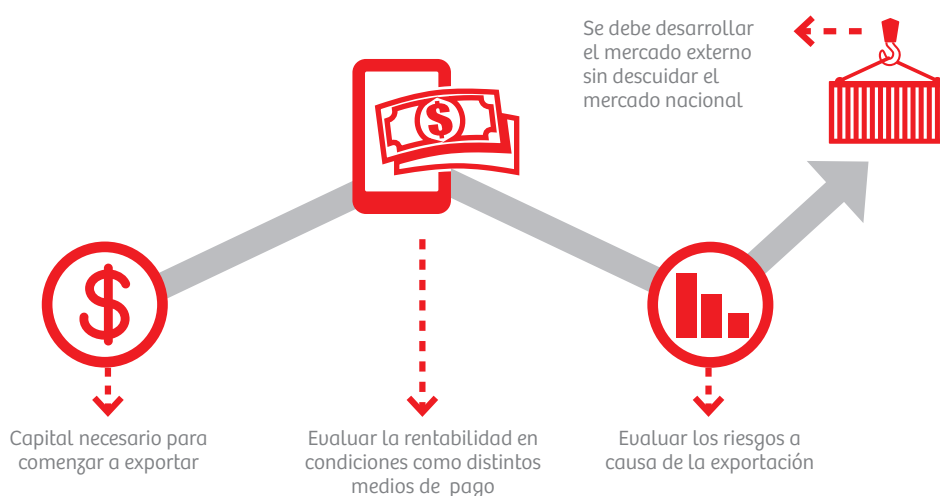 Se debe desarrollar
el mercado externo
sin descuidar el
mercado nacional
$
$
Capital necesario para
comenzar a exportar
Evaluar la rentabilidad en
condiciones como distintos
medios de pago
Evaluar los riesgos a
causa de la exportación